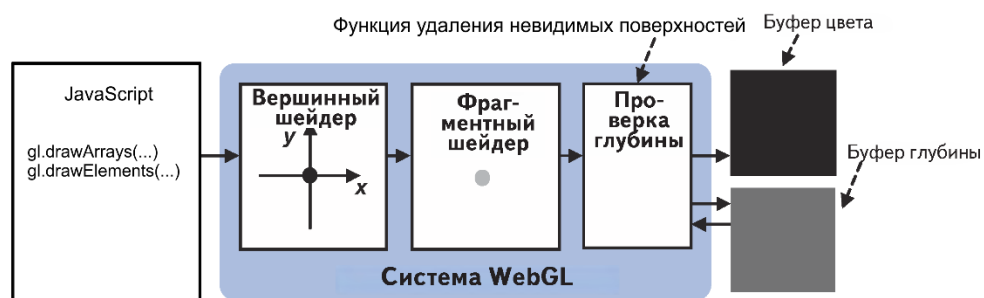 Функция удаления невидимых поверхностей
Буфер цвета
JavaScript
gl.drawArrays(...)
gl.drawElements(...)
Вершинный
шейдер
y
x
Фраг-
ментный
шейдер
Про-
верка
глубины
Буфер глубины
Система WebGL